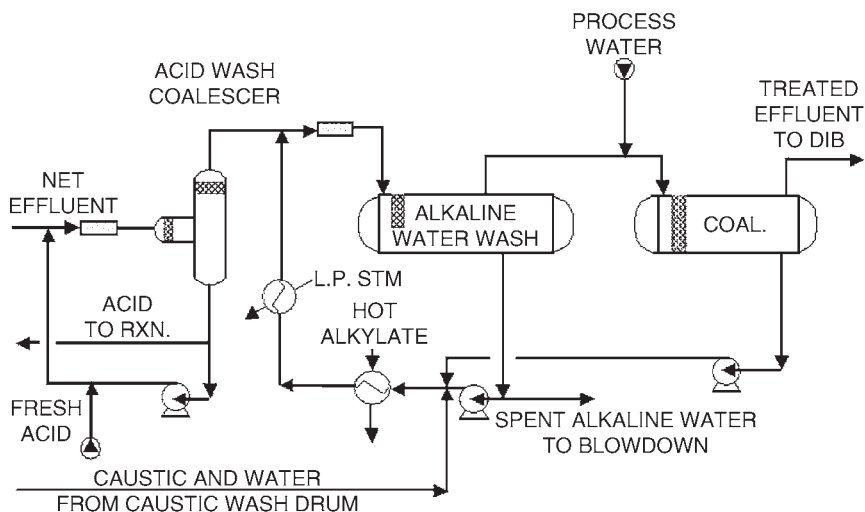 PROCESS
WATER
ACID WASH
COALESCER
TREATED
EFFLUENT
TO DIB
NET
EFFLUENT
ALKALINE
WATER WASH
COAL.
L.P. STM
HOT
ALKYLATE
ACID
TO RXN.
FRESH
ACID
SPENT ALKALINE WATER
TO BLOWDOWN
CAUSTIC AND WATER
FROM CAUSTIC WASH DRUM